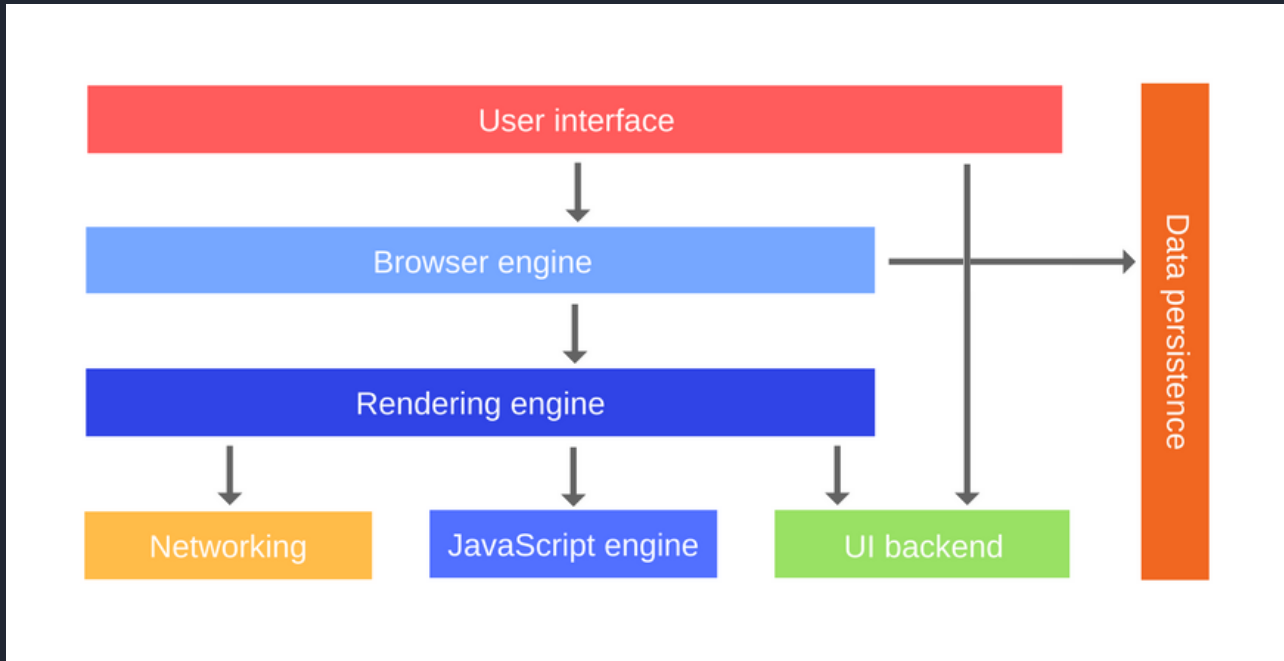 User interface
Browser engine
Data persistence
Rendering engine
Networking
JavaScript engine
UI backend